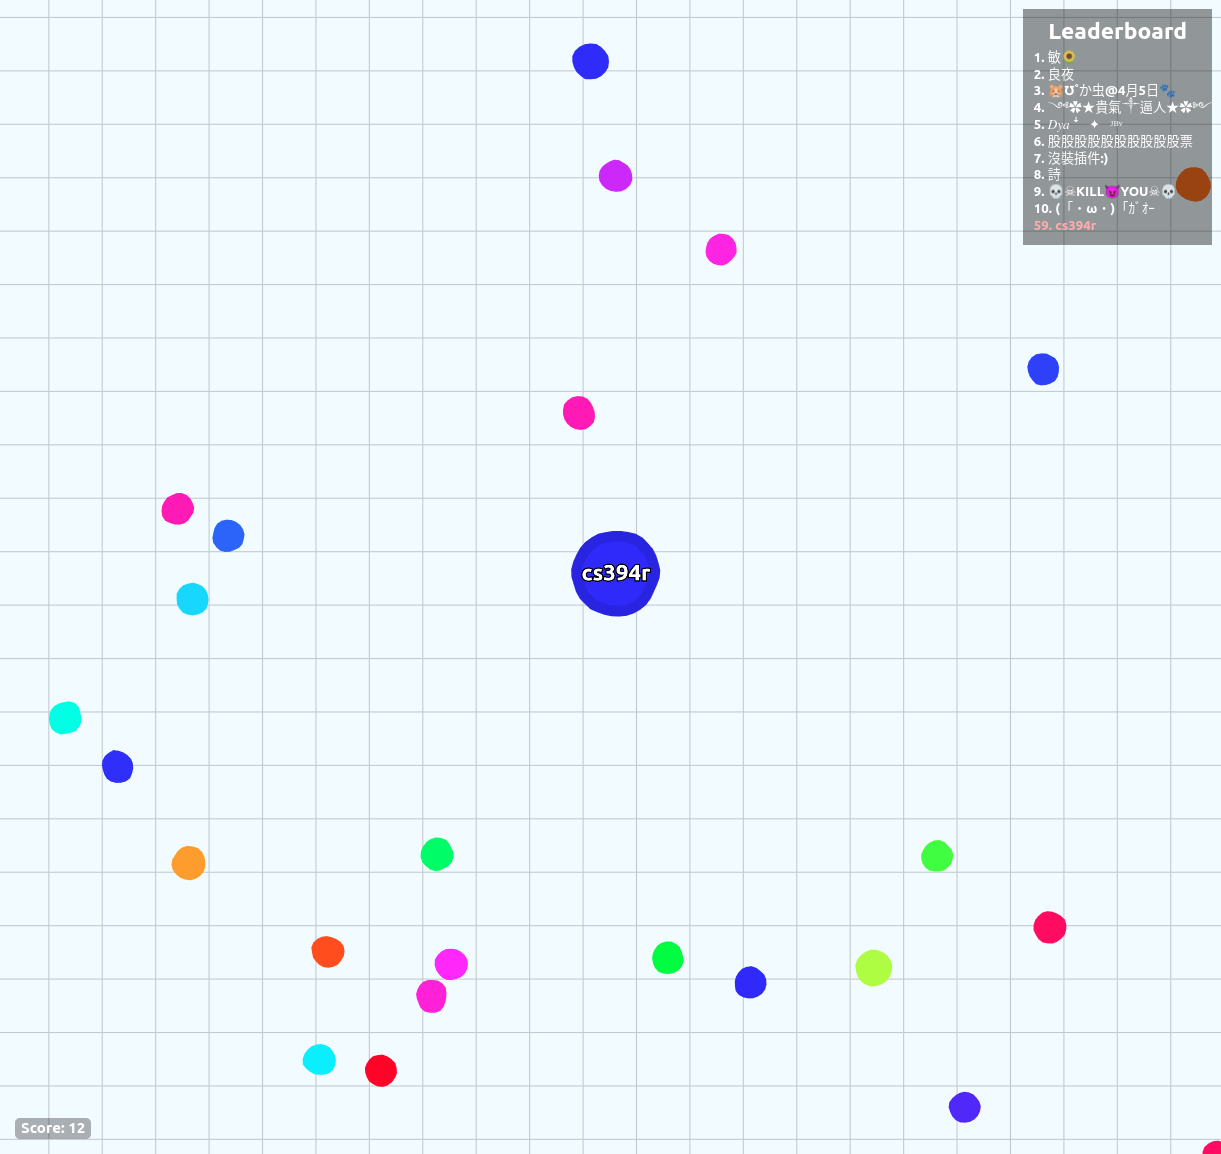 Leaderboard
1. 敏🌻
2. 良夜
3. 🐹℧ﾟか虫@4月5日🐾
4. ༺✿★貴氣༒逼人★✿༻
5. 𝐷𝑦𝑎
6. 股股股股股股股股股股票
7. 沒裝插件:)
8. 詩
9. 💀☠KILL😈YOU☠💀
10. (「・ω・)「ｶﾞｵｰ
59. cs394r
cs394r
Score: 12